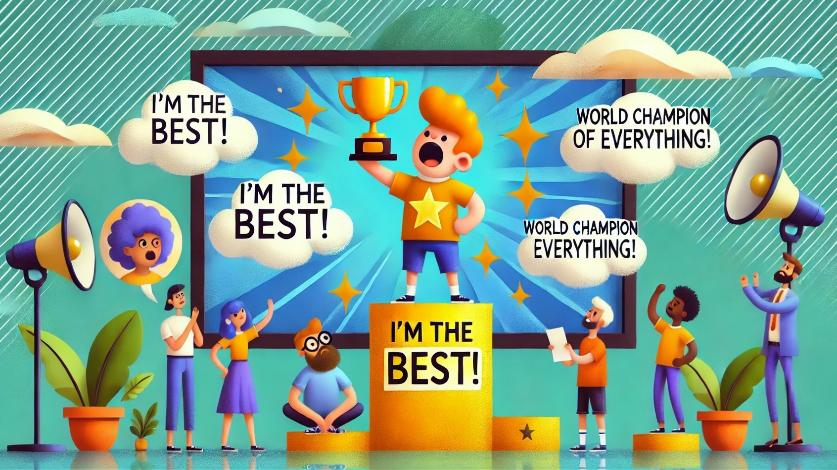 I'M THE
BEST!
I'M THE
BEST!
WORLD CHAMPION
OF EVERYTHING!
WORLD CHAMPION
EVERYTHING!
I'M THE
BEST!